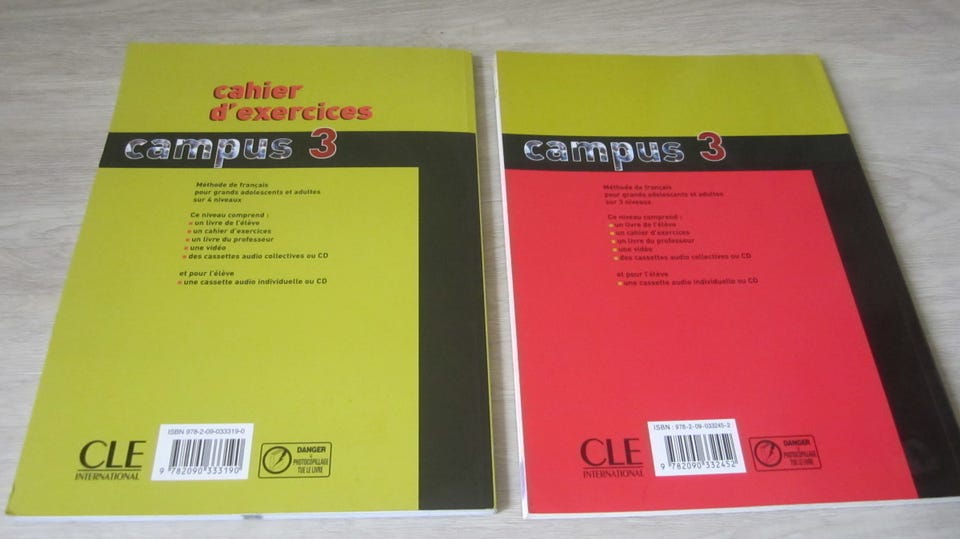 cahier
d'exercices
campus 3
Méthode de français
pour grands adolescents et adultes
sur 4 niveaux
Ce niveau comprend :
un livre de l'élève
un cahier d'exercices
un livre du professeur
une vidéo
des cassettes audio collectives ou CD
et pour l'élève
une cassette audio individuelle ou CD
CLE
INTERNATIONAL
ISBN 978-2-09-033319-0
9 782090 333190
DANGER
LE
PHOTOCOPILLAGE
TUE LE LIVRE
campus 3
Méthode de français
pour grands adolescents et adultes
sur 3 niveaux
Ce niveau comprend :
un livre de l'élève
un cahier d'exercices
un livre du professeur
une vidéo
des cassettes audio collectives ou CD
et pour l'élève
une cassette audio individuelle ou CD
CLE
INTERNATIONAL
ISBN : 978-2-09-033245-2
9 782090 332452
DANGER
LE
PHOTOCOPILLAGE
TUE LE LIVRE